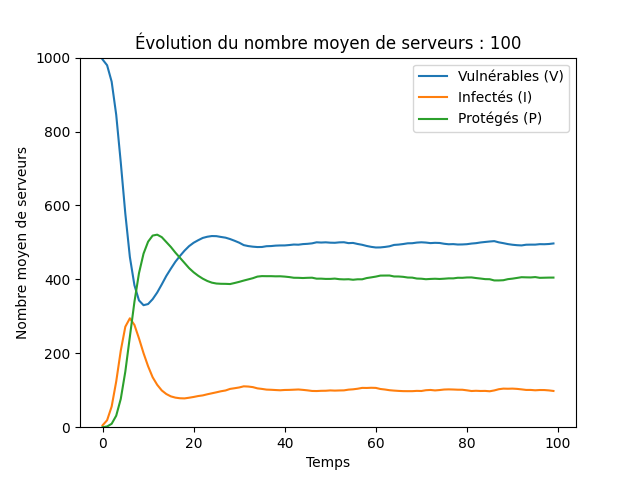 Évolution du nombre moyen de serveurs : 100
Vulnérables (V)
Infectés (I)
Protégés (P)
Nombre moyen de serveurs
1000
800
600
400
200
0
0 20 40 60 80 100
Temps